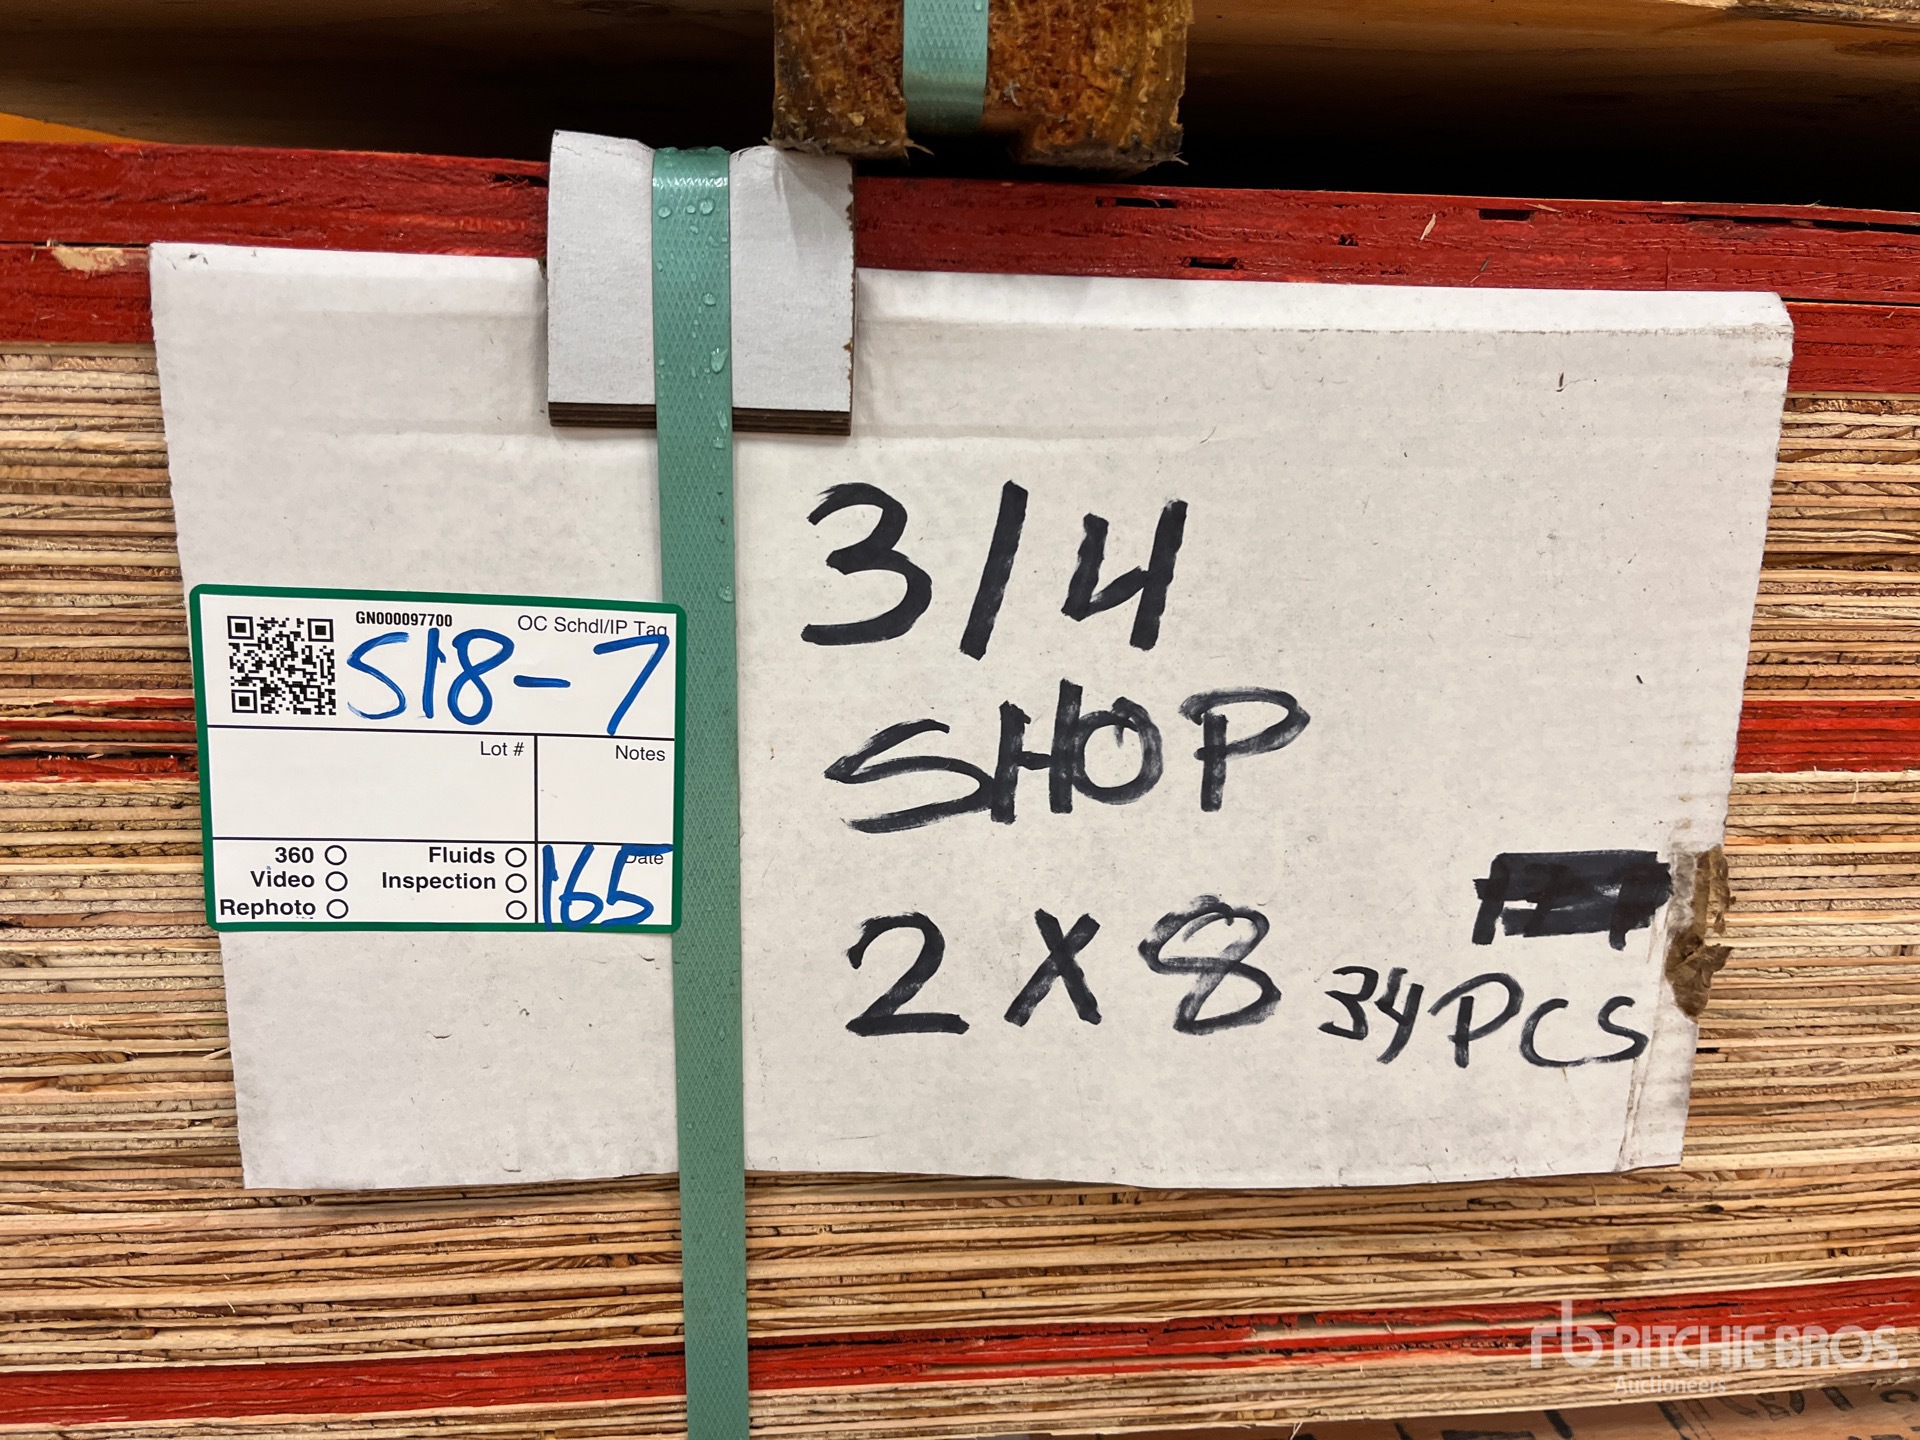 GN000097700
OC Schdl/IP Tag
S18-7
Lot #
Notes
360
Fluids
Date
Video
Inspection
165
Rephoto
3/4
SHOP
2 X 8 34 PCS
rb RITCHIE BROS.
Auctioneers